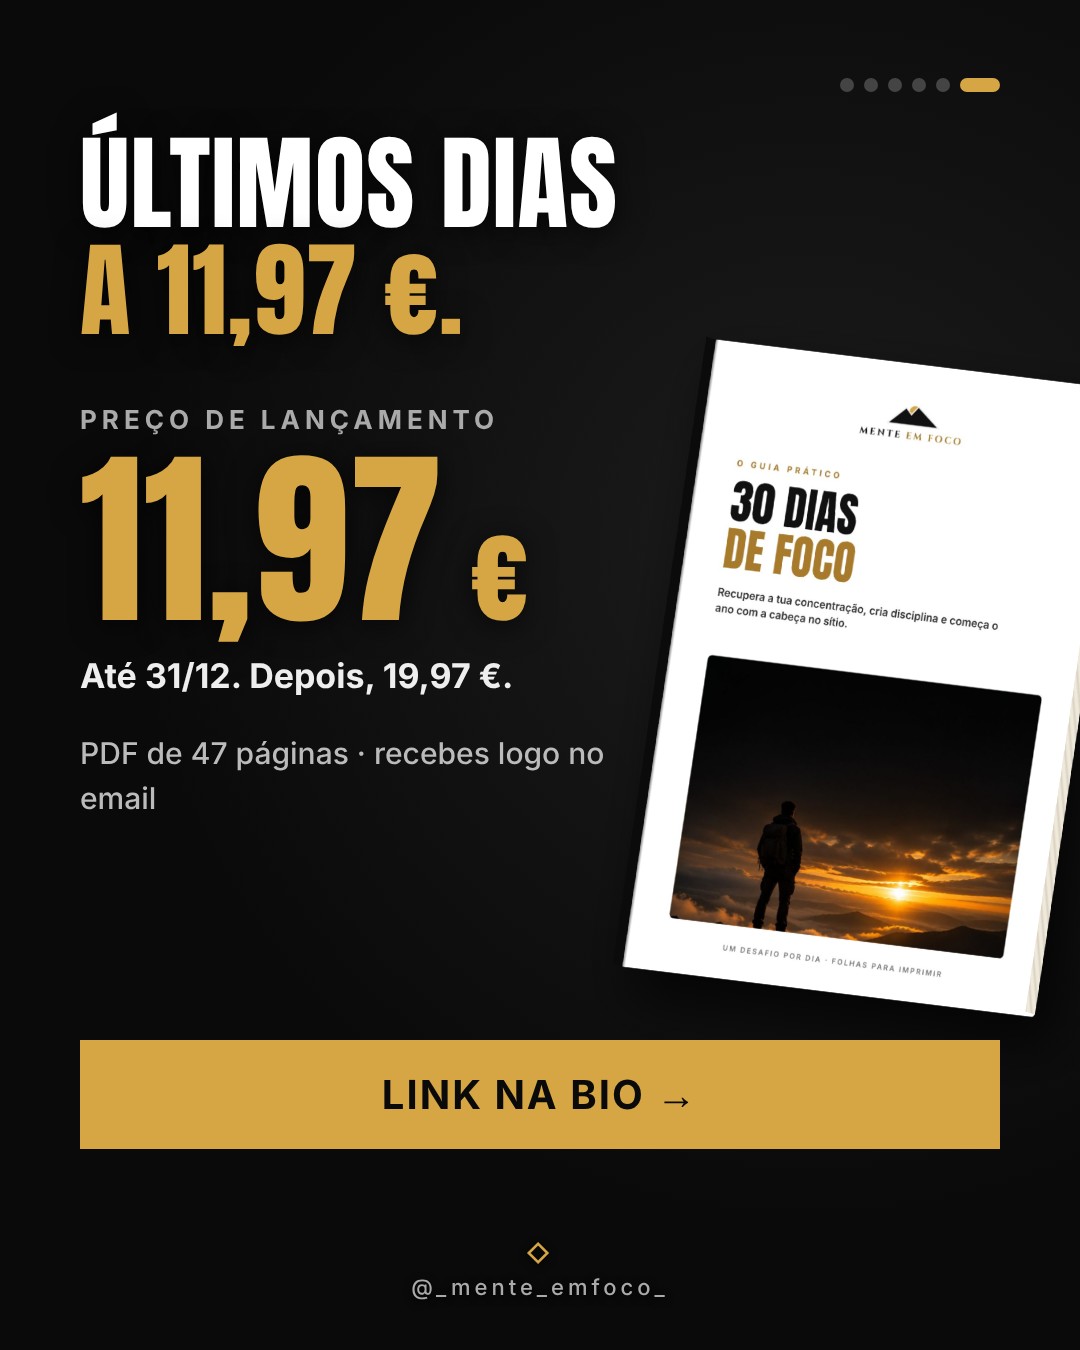 ÚLTIMOS DIAS
A 11,97 €.
PREÇO DE LANÇAMENTO
11,97 €
Até 31/12. Depois, 19,97 €.
PDF de 47 páginas · recebes logo no
email
MENTE EM FOCO
O GUIA PRÁTICO
30 DIAS
DE FOCO
Recupera a tua concentração, cria disciplina e começa o
ano com a cabeça no sítio.
UM DESAFIO POR DIA · FOLHAS PARA IMPRIMIR
LINK NA BIO →
@_mente_emfoco_